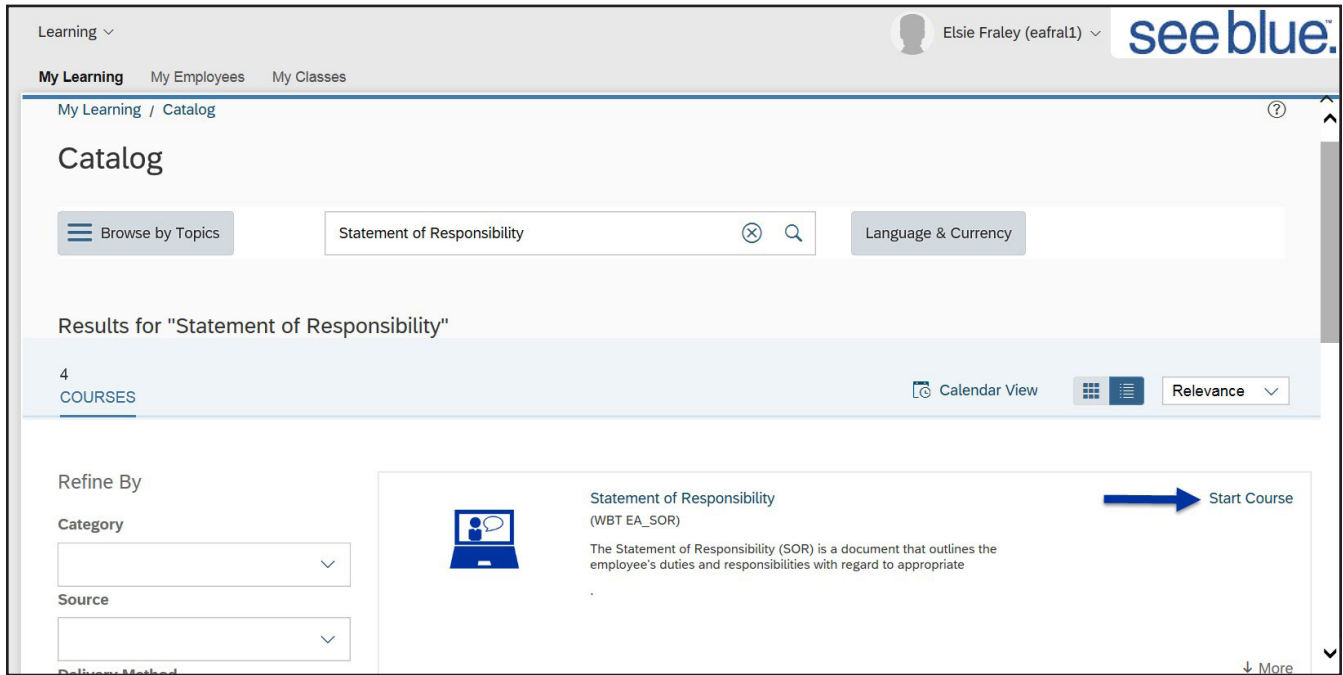 Learning
Elsie Fraley (eafral1)
see blue.™
My Learning My Employees My Classes
My Learning / Catalog
?
Catalog
Browse by Topics
Statement of Responsibility
Language & Currency
Results for "Statement of Responsibility"
4
COURSES
Calendar View
Relevance
Refine By
Category
Source
Delivery Method
Statement of Responsibility
Start Course
(WBT EA_SOR)
The Statement of Responsibility (SOR) is a document that outlines the
employee's duties and responsibilities with regard to appropriate
.
More